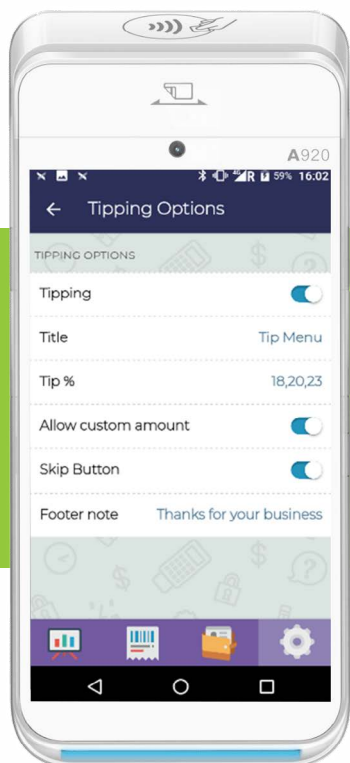 A920
4G R 59% 16:02
Tipping Options
TIPPING OPTIONS
Tipping
Title Tip Menu
Tip % 18,20,23
Allow custom amount
Skip Button
Footer note Thanks for your business